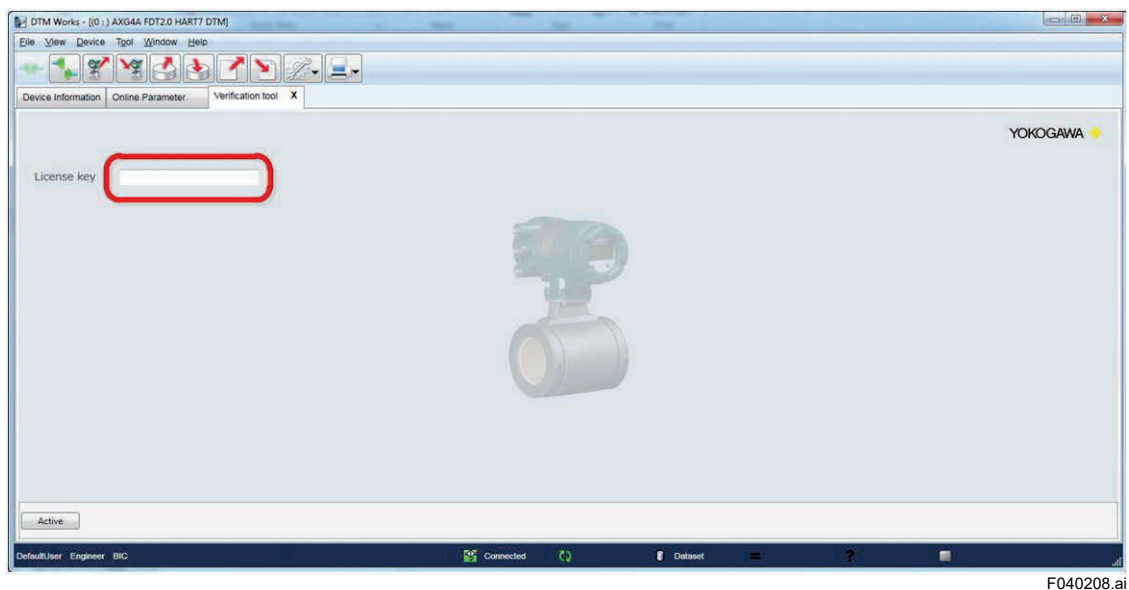 DTM Works - [(0 : ) AXG4A FDT2.0 HART7 DTM]
File View Device Tool Window Help
Device Information Online Parameter Verification tool X
YOKOGAWA
License key
Active
DefaultUser Engineer BIC Connected Dataset = ?
F040208.ai